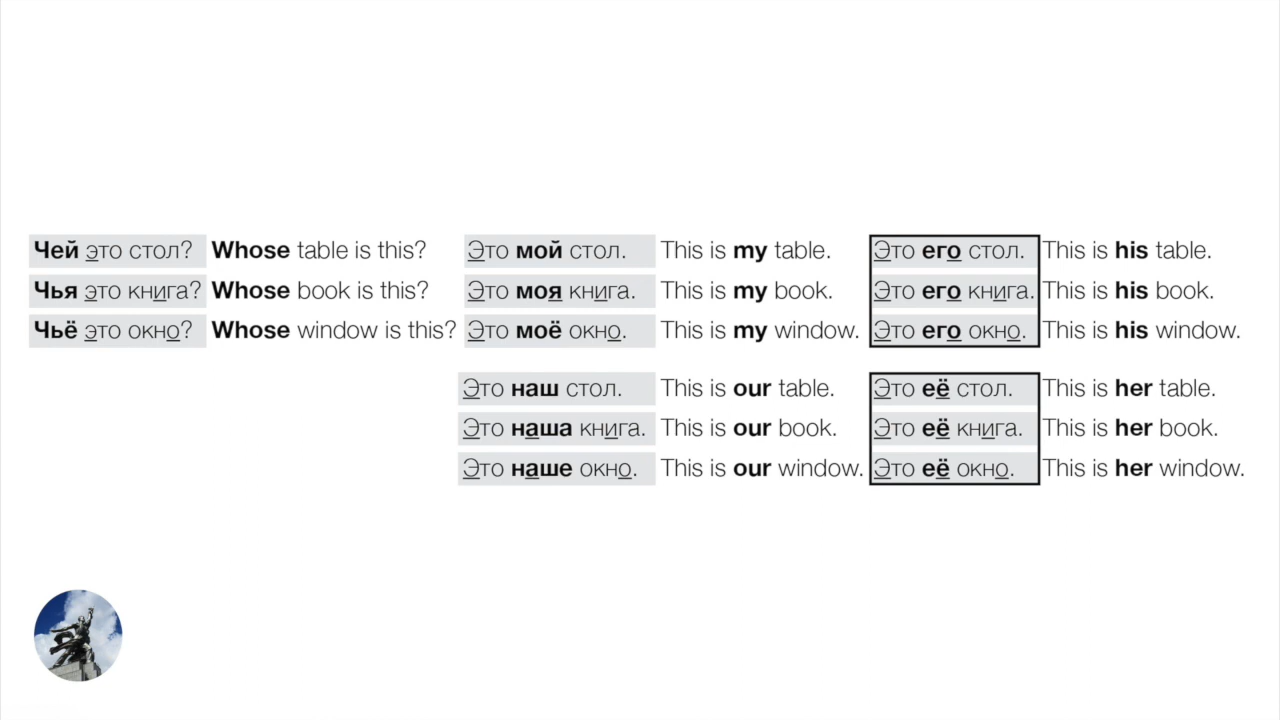 Чей это стол? Whose table is this? Это мой стол. This is my table. Это его стол. This is his table.
Чья это книга? Whose book is this? Это моя книга. This is my book. Это его книга. This is his book.
Чьё это окно? Whose window is this? Это моё окно. This is my window. Это его окно. This is his window.
Это наш стол. This is our table. Это её стол. This is her table.
Это наша книга. This is our book. Это её книга. This is her book.
Это наше окно. This is our window. Это её окно. This is her window.